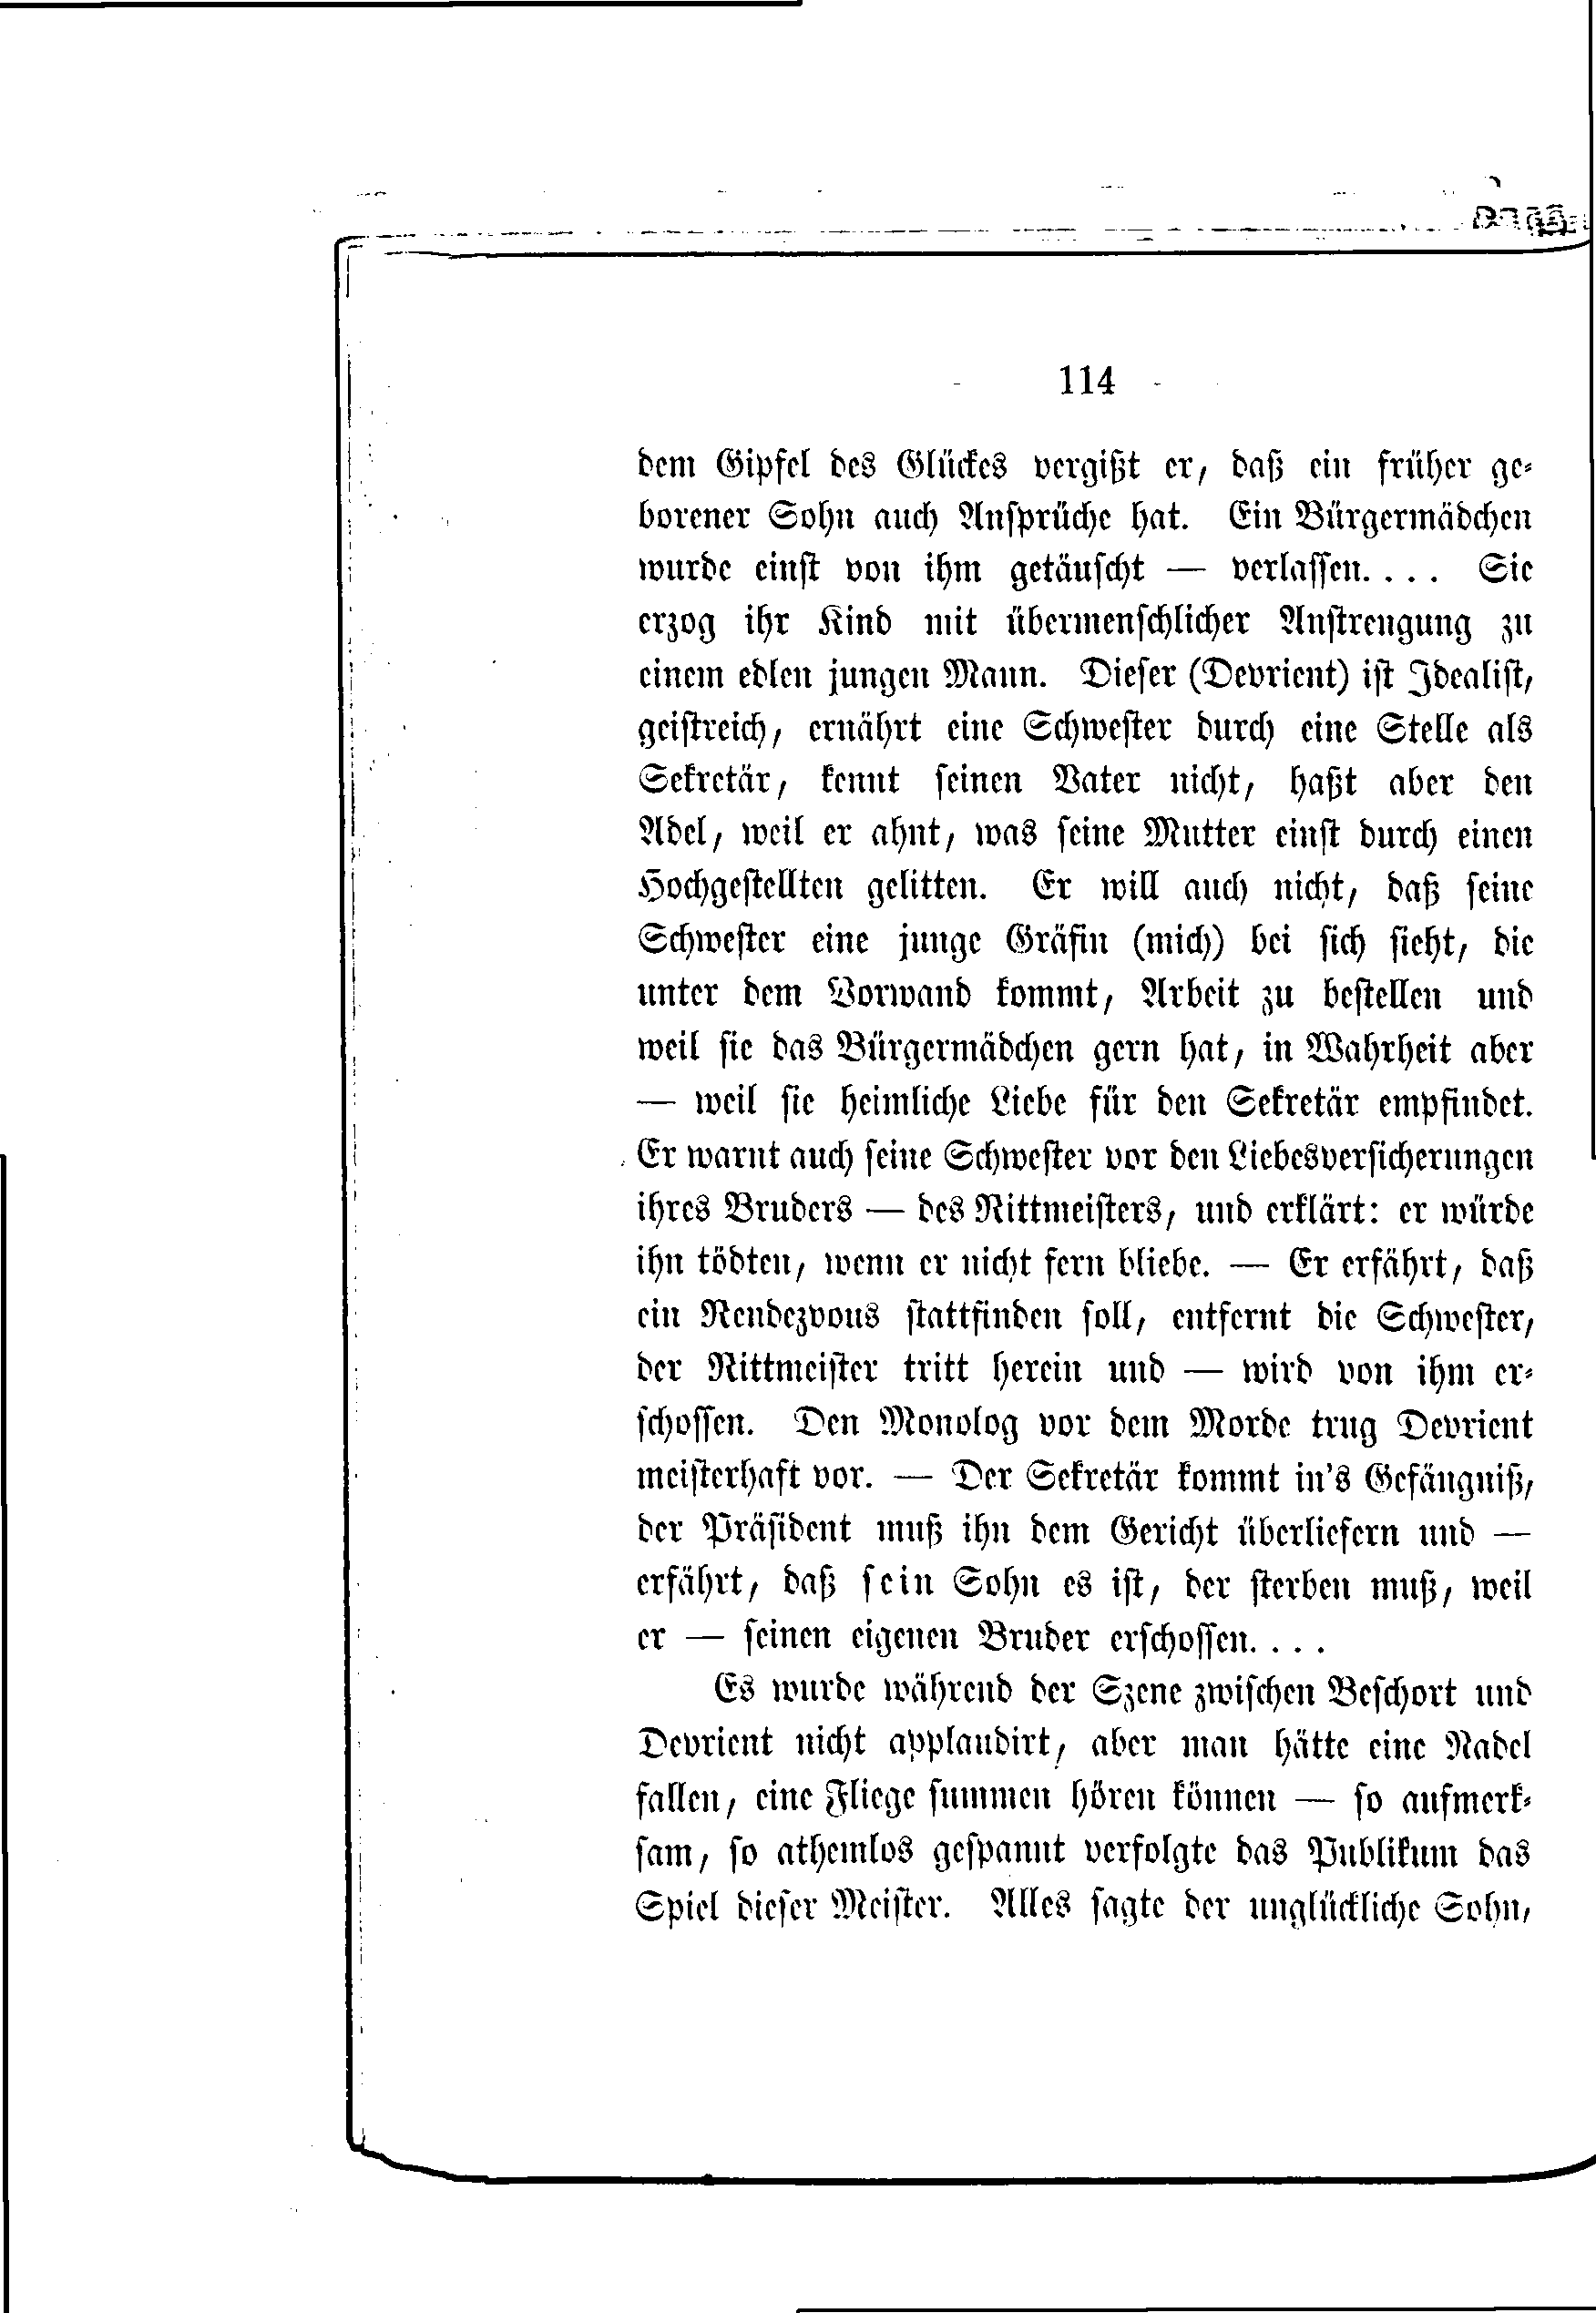 114
dem Gipfel des Glückes vergißt er, daß ein früher ge-
borener Sohn auch Ansprüche hat. Ein Bürgermädchen
wurde einst von ihm getäuscht — verlassen.... Sie
erzog ihr Kind mit übermenschlicher Anstrengung zu
einem edlen jungen Mann. Dieser (Devrient) ist Idealist,
geistreich, ernährt eine Schwester durch eine Stelle als
Sekretär, kennt seinen Vater nicht, haßt aber den
Adel, weil er ahnt, was seine Mutter einst durch einen
Hochgestellten gelitten. Er will auch nicht, daß seine
Schwester eine junge Gräfin (mich) bei sich sieht, die
unter dem Vorwand kommt, Arbeit zu bestellen und
weil sie das Bürgermädchen gern hat, in Wahrheit aber
— weil sie heimliche Liebe für den Sekretär empfindet.
Er warnt auch seine Schwester vor den Liebesversicherungen
ihres Bruders — des Rittmeisters, und erklärt: er würde
ihn tödten, wenn er nicht fern bliebe. — Er erfährt, daß
ein Rendezvous stattfinden soll, entfernt die Schwester,
der Rittmeister tritt herein und — wird von ihm er-
schossen. Den Monolog vor dem Morde trug Devrient
meisterhaft vor. — Der Sekretär kommt in's Gefängniß,
der Präsident muß ihn dem Gericht überliefern und —
erfährt, daß sein Sohn es ist, der sterben muß, weil
er — seinen eigenen Bruder erschossen....
Es wurde während der Szene zwischen Beschort und
Devrient nicht applaudirt, aber man hätte eine Nadel
fallen, eine Fliege summen hören können — so aufmerk-
sam, so athemlos gespannt verfolgte das Publikum das
Spiel dieser Meister. Alles sagte der unglückliche Sohn,